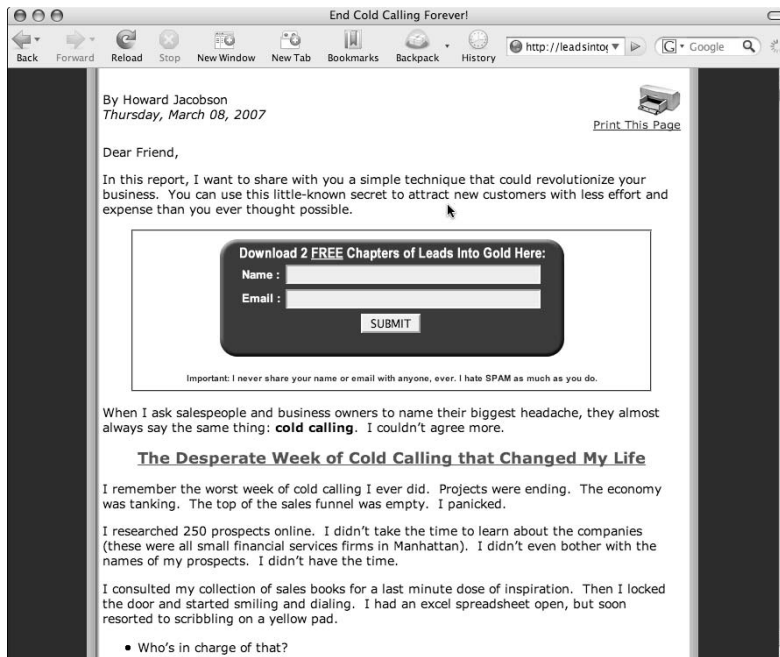 End Cold Calling Forever!
Back Forward Reload Stop New Window New Tab Bookmarks Backpack History http://leadsintog G Google
By Howard Jacobson
Thursday, March 08, 2007
Print This Page
Dear Friend,
In this report, I want to share with you a simple technique that could revolutionize your
business. You can use this little-known secret to attract new customers with less effort and
expense than you ever thought possible.
Download 2 FREE Chapters of Leads Into Gold Here:
Name :
Email :
SUBMIT
Important: I never share your name or email with anyone, ever. I hate SPAM as much as you do.
When I ask salespeople and business owners to name their biggest headache, they almost
always say the same thing: cold calling. I couldn't agree more.
The Desperate Week of Cold Calling that Changed My Life
I remember the worst week of cold calling I ever did. Projects were ending. The economy
was tanking. The top of the sales funnel was empty. I panicked.
I researched 250 prospects online. I didn't take the time to learn about the companies
(these were all small financial services firms in Manhattan). I didn't even bother with the
names of my prospects. I didn't have the time.
I consulted my collection of sales books for a last minute dose of inspiration. Then I locked
the door and started smiling and dialing. I had an excel spreadsheet open, but soon
resorted to scribbling on a yellow pad.
• Who's in charge of that?